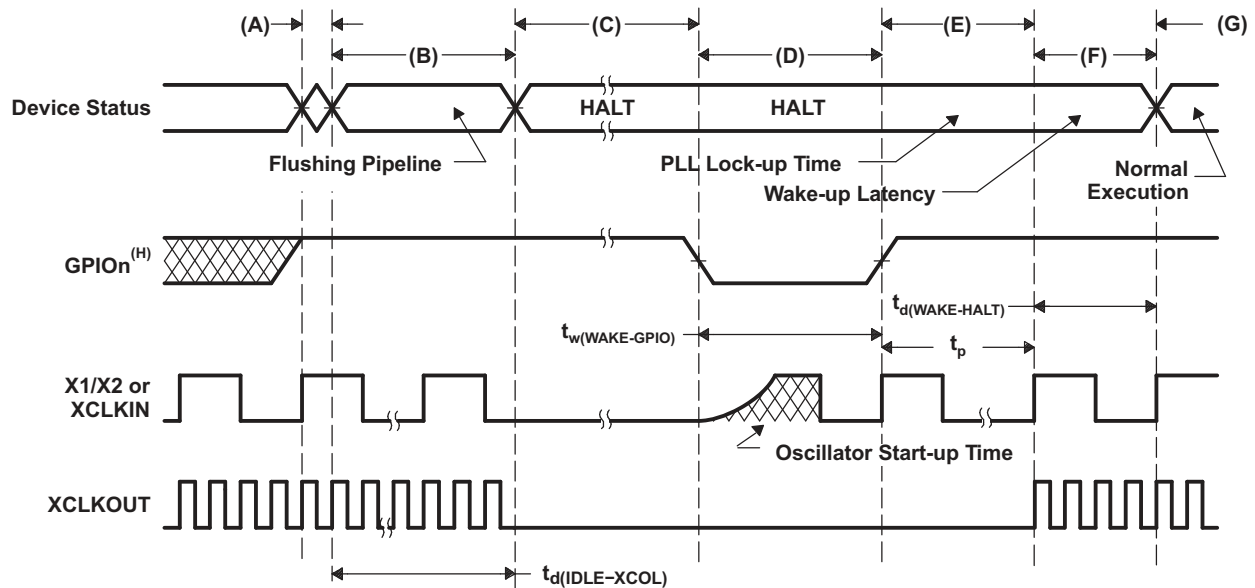 (A)
(B)
(C)
(D)
(E)
(F)
(G)
Device Status
HALT
HALT
Flushing Pipeline
PLL Lock-up Time
Wake-up Latency
Normal
Execution
GPIOn(H)
td(WAKE-HALT)
tw(WAKE-GPIO)
tp
X1/X2 or
XCLKIN
Oscillator Start-up Time
XCLKOUT
td(IDLE−XCOL)